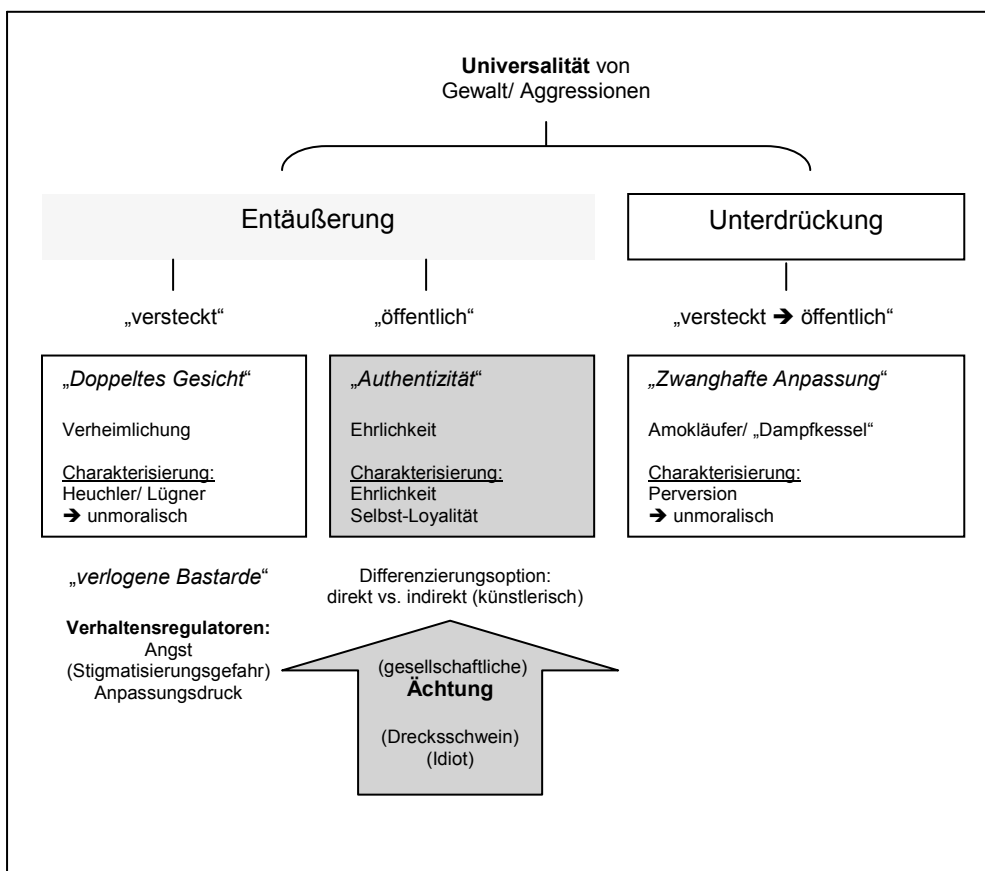 Universalität von
Gewalt/ Aggressionen
Entäußerung
Unterdrückung
„versteckt“
„öffentlich“
„versteckt ➔ öffentlich“
„Doppeltes Gesicht“
Verheimlichung
Charakterisierung:
Heuchler/ Lügner
➔ unmoralisch
„Authentizität“
Ehrlichkeit
Charakterisierung:
Ehrlichkeit
Selbst-Loyalität
„Zwanghafte Anpassung“
Amokläufer/ „Dampfkessel“
Charakterisierung:
Perversion
➔ unmoralisch
„verlogene Bastarde“
Verhaltensregulatoren:
Angst
(Stigmatisierungsgefahr)
Anpassungsdruck
Differenzierungsoption:
direkt vs. indirekt (künstlerisch)
(gesellschaftliche)
Ächtung
(Drecksschwein)
(Idiot)